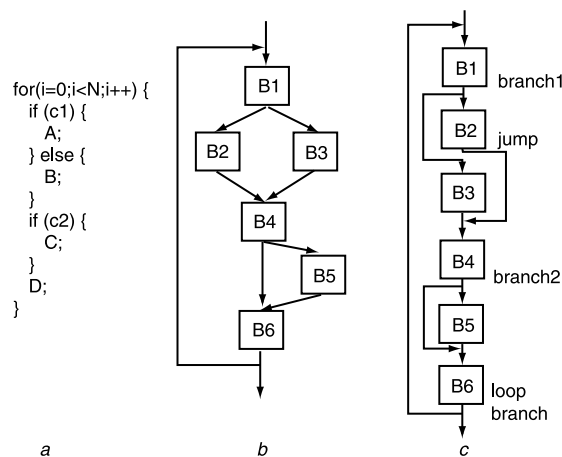 for(i=0;i<N;i++) {
if (c1) {
A;
} else {
B;
}
if (c2) {
C;
}
D;
}
a
B1
B2 B3
B4
B5
B6
b
B1
branch1
B2
jump
B3
B4
branch2
B5
B6
loop
branch
c